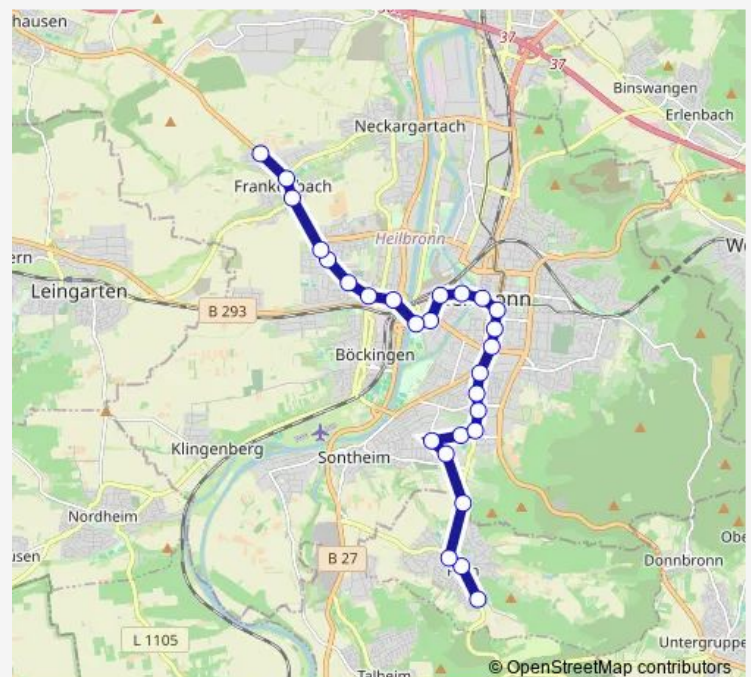 hausen
37
37
Binswangen
Erlenbach
Neckargartach
Heilbronn
Leingarten
B 293
Böckingen
Klingenberg
Sontheim
Nordheim
B 27
Donnbronn
L 1105
Untergruppe
Talheim
© OpenStreetMap contributors